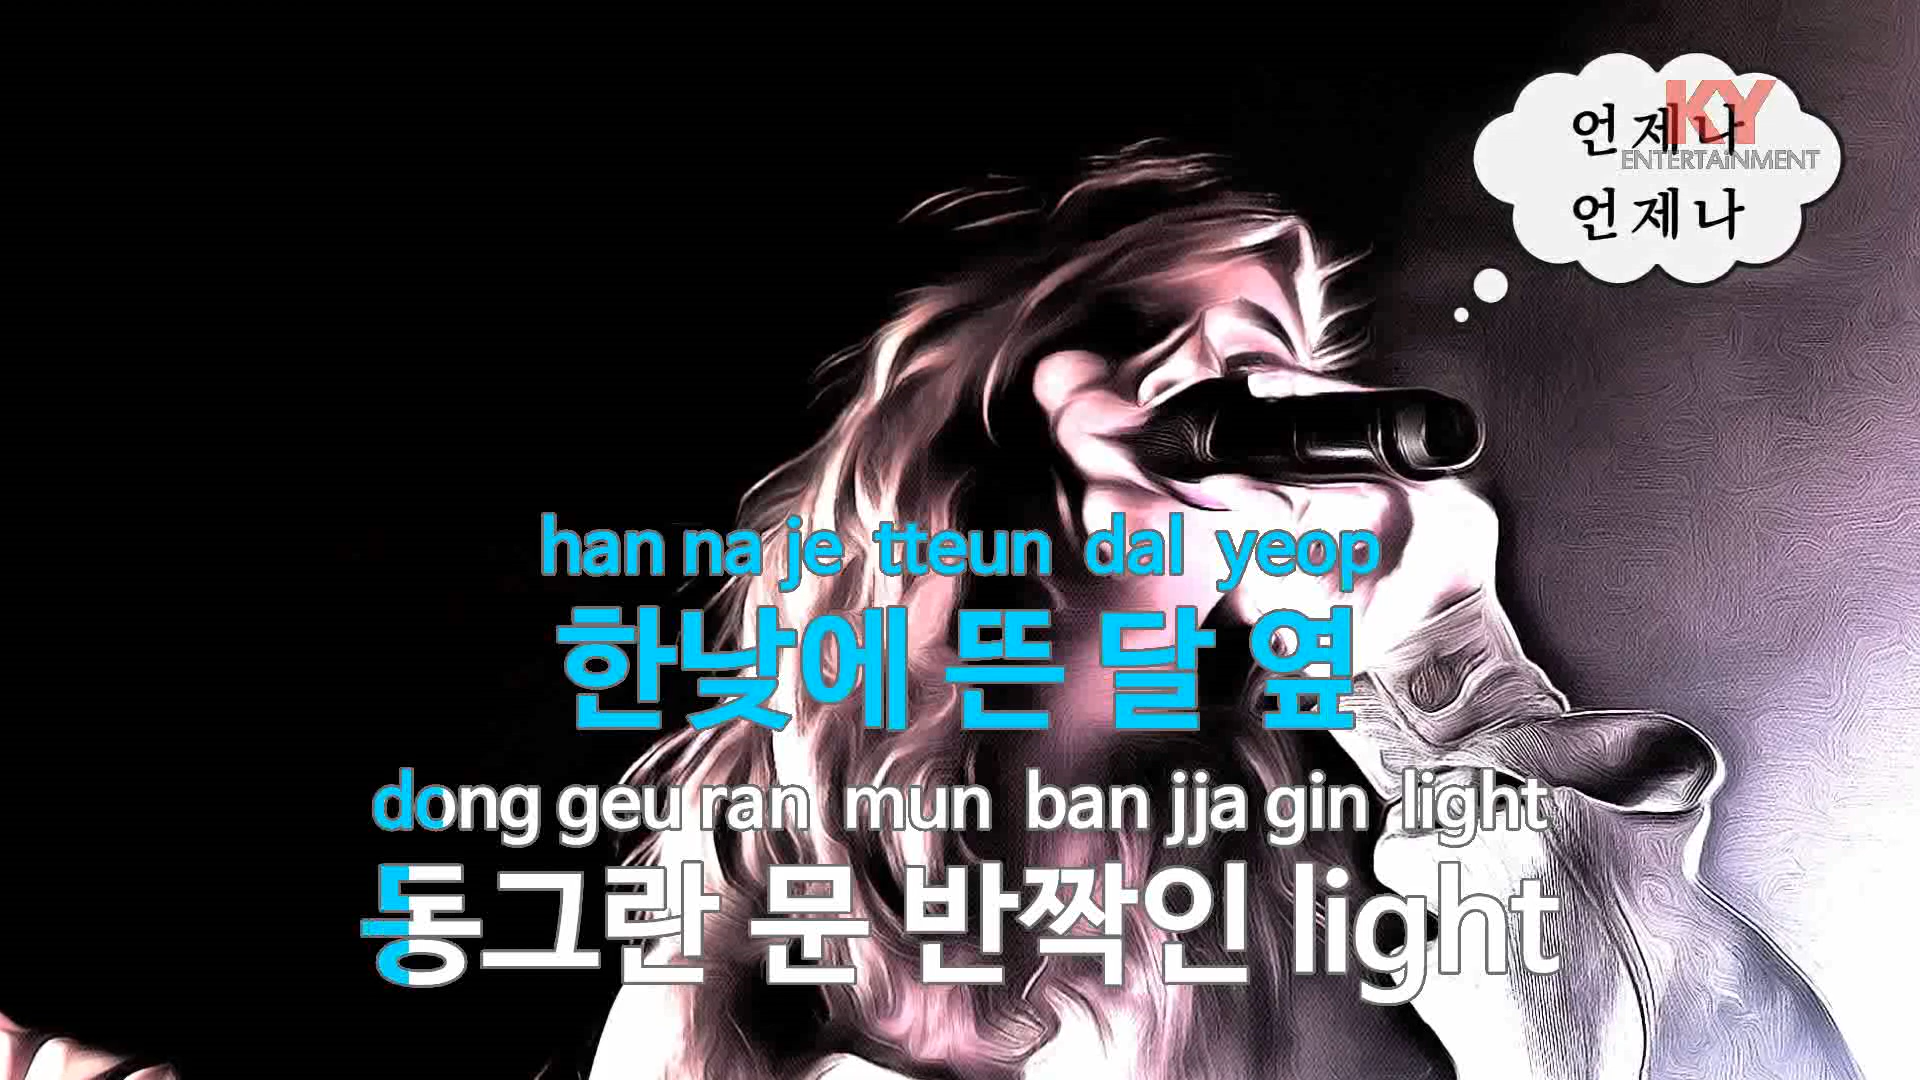 언제나
KY
ENTERTAiNMENT
언제나
han na je tteun dal yeop
한낮에 뜬 달 옆
dong geu ran mun ban jja gin light
동그란 문 반짝인 light